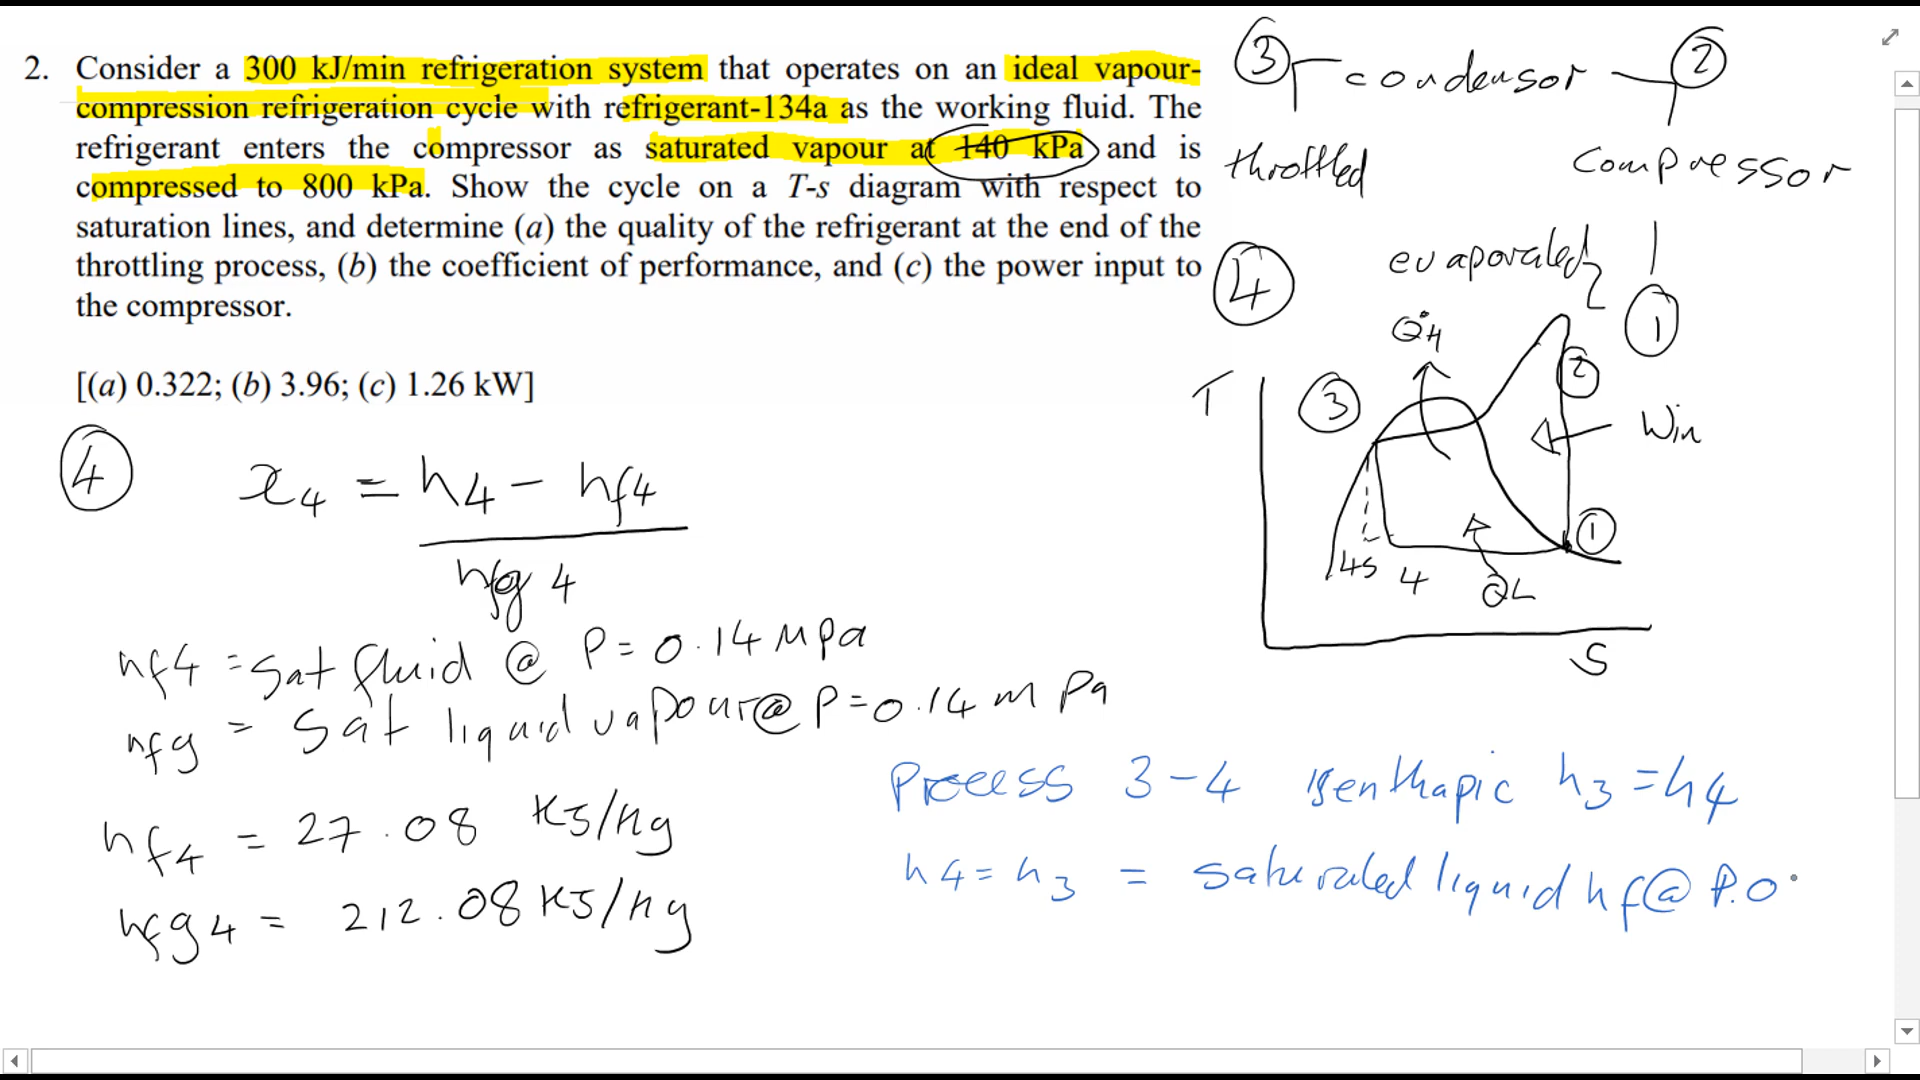 2. Consider a 300 kJ/min refrigeration system that operates on an ideal vapour-
compression refrigeration cycle with refrigerant-134a as the working fluid. The
refrigerant enters the compressor as saturated vapour at 140 kPa and is
compressed to 800 kPa. Show the cycle on a T-s diagram with respect to
saturation lines, and determine (a) the quality of the refrigerant at the end of the
throttling process, (b) the coefficient of performance, and (c) the power input to
the compressor.
[(a) 0.322; (b) 3.96; (c) 1.26 kW]
3 condensor 2
throttled compressor
evaporated
4 1
Q̇H
T 3 2
Win
1
4s 4 QL
S
4 x4 = h4 - hf4
hfg 4
hf4 = sat fluid @ P = 0.14 MPa
hfg = sat liquid vapour @ P = 0.14 m Pa
hf4 = 27.08 KJ/kg
hfg4 = 212.08 KJ/kg
Process 3-4 isenthapic h3 = h4
h4 = h3 = saturated liquid hf @ P.0